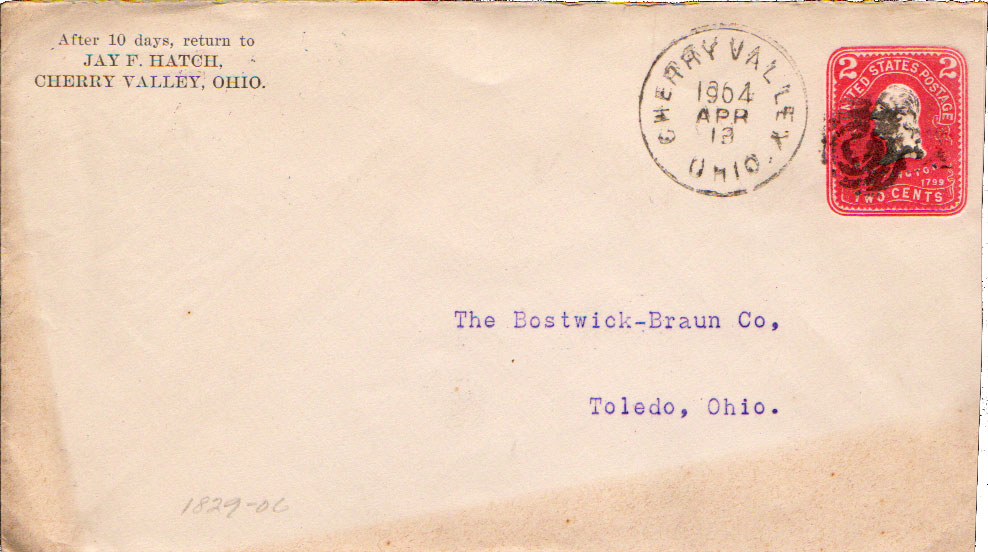 After 10 days, return to
JAY F. HATCH,
CHERRY VALLEY, OHIO.
CHERRY VALLEY
1904
APR
13
OHIO.
2 2
UNITED STATES POSTAGE
1799
TWO CENTS
The Bostwick-Braun Co,
Toledo, Ohio.
1829-06